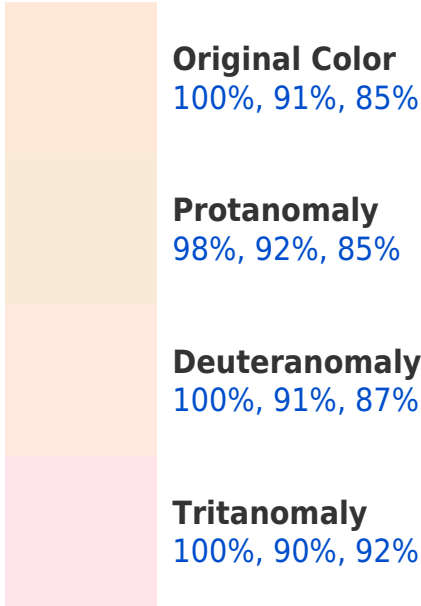 Original Color
100%, 91%, 85%
Protanomaly
98%, 92%, 85%
Deuteranomaly
100%, 91%, 87%
Tritanomaly
100%, 90%, 92%